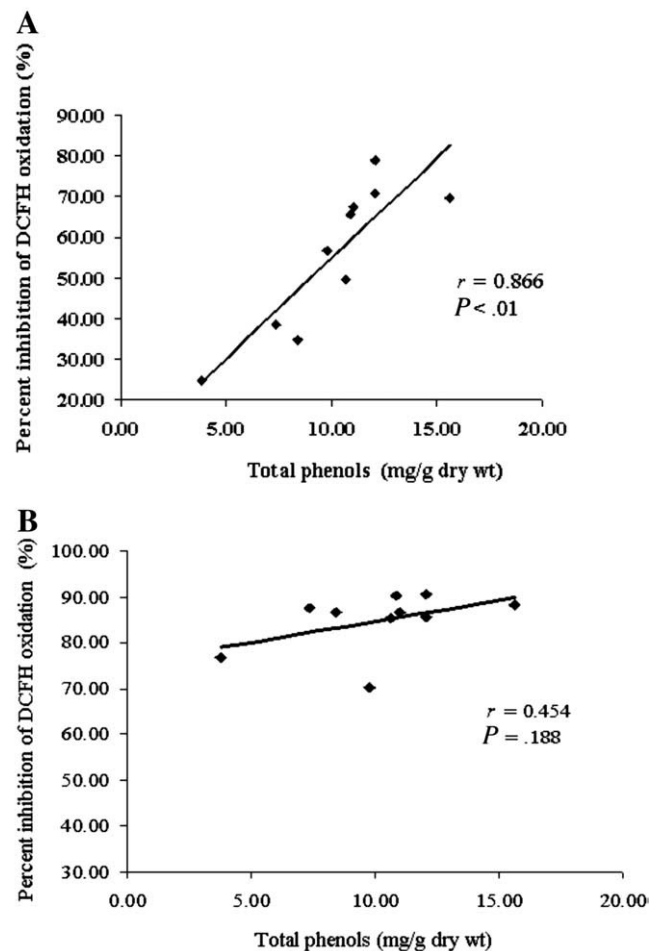 A
Percent inhibition of DCFH oxidation (%)
90.00
80.00
70.00
60.00
50.00
40.00
30.00
20.00
0.00 5.00 10.00 15.00 20.00
r = 0.866
P < .01
Total phenols (mg/g dry wt)
B
Percent inhibition of DCFH oxidation (%)
100.00
90.00
80.00
70.00
60.00
50.00
40.00
30.00
0.00 5.00 10.00 15.00 20.00
r = 0.454
P = .188
Total phenols (mg/g dry wt)